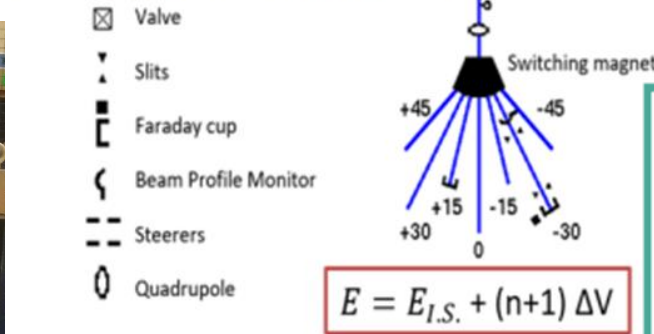 Valve
Slits
Faraday cup
Beam Profile Monitor
Steerers
Quadrupole
Switching magnet
+45
-45
+15
-15
+30
-30
0
E = E_{I.S.} + (n+1) ΔV